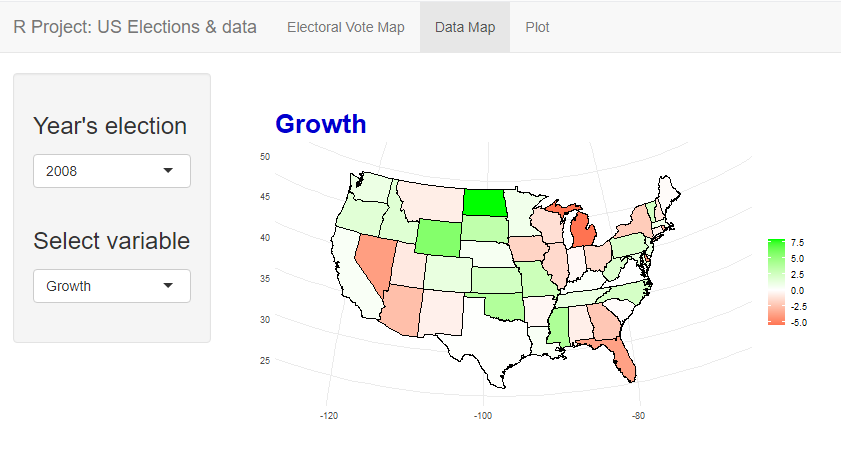 R Project: US Elections & data Electoral Vote Map Data Map Plot
Year's election
2008
Select variable
Growth
Growth
50
45
40
35
30
25
-120 -100 -80
7.5
5.0
2.5
0.0
-2.5
-5.0